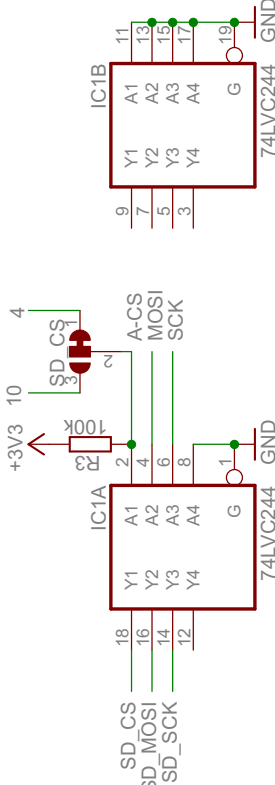 11
13
15
17
19
GND
IC1B
A1
A2
A3
A4
G
Y1
Y2
Y3
Y4
74LVC244
9
7
5
3
4
1
SD_CS
3
2
10
+3V3
100k
R3
A-CS
MOSI
SCK
2
4
6
8
1
GND
IC1A
A1
A2
A3
A4
G
Y1
Y2
Y3
Y4
74LVC244
18
16
14
12
SD_CS
SD_MOSI
SD_SCK